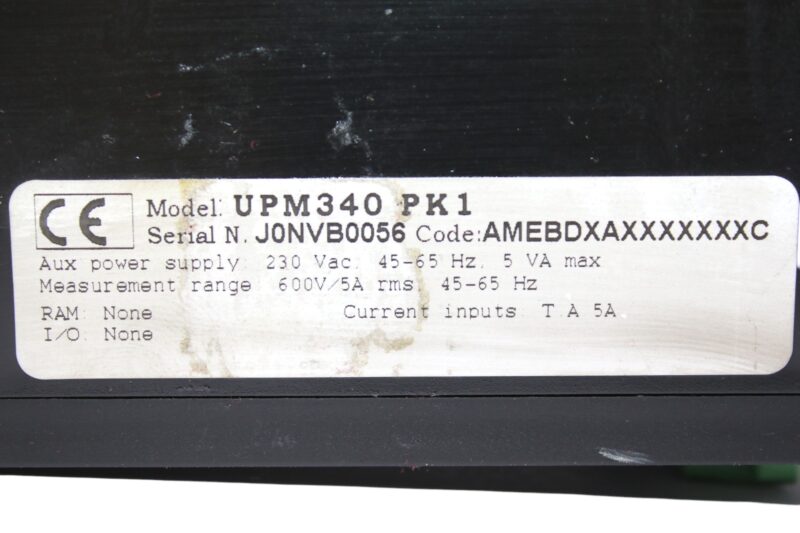 CE
Model: UPM340 PK1
Serial N. J0NVB0056 Code:AMEBDXAXXXXXXXC
Aux power supply: 230 Vac, 45-65 Hz, 5 VA max
Measurement range: 600V/5A rms, 45-65 Hz
RAM: None Current inputs: T.A 5A
I/O: None